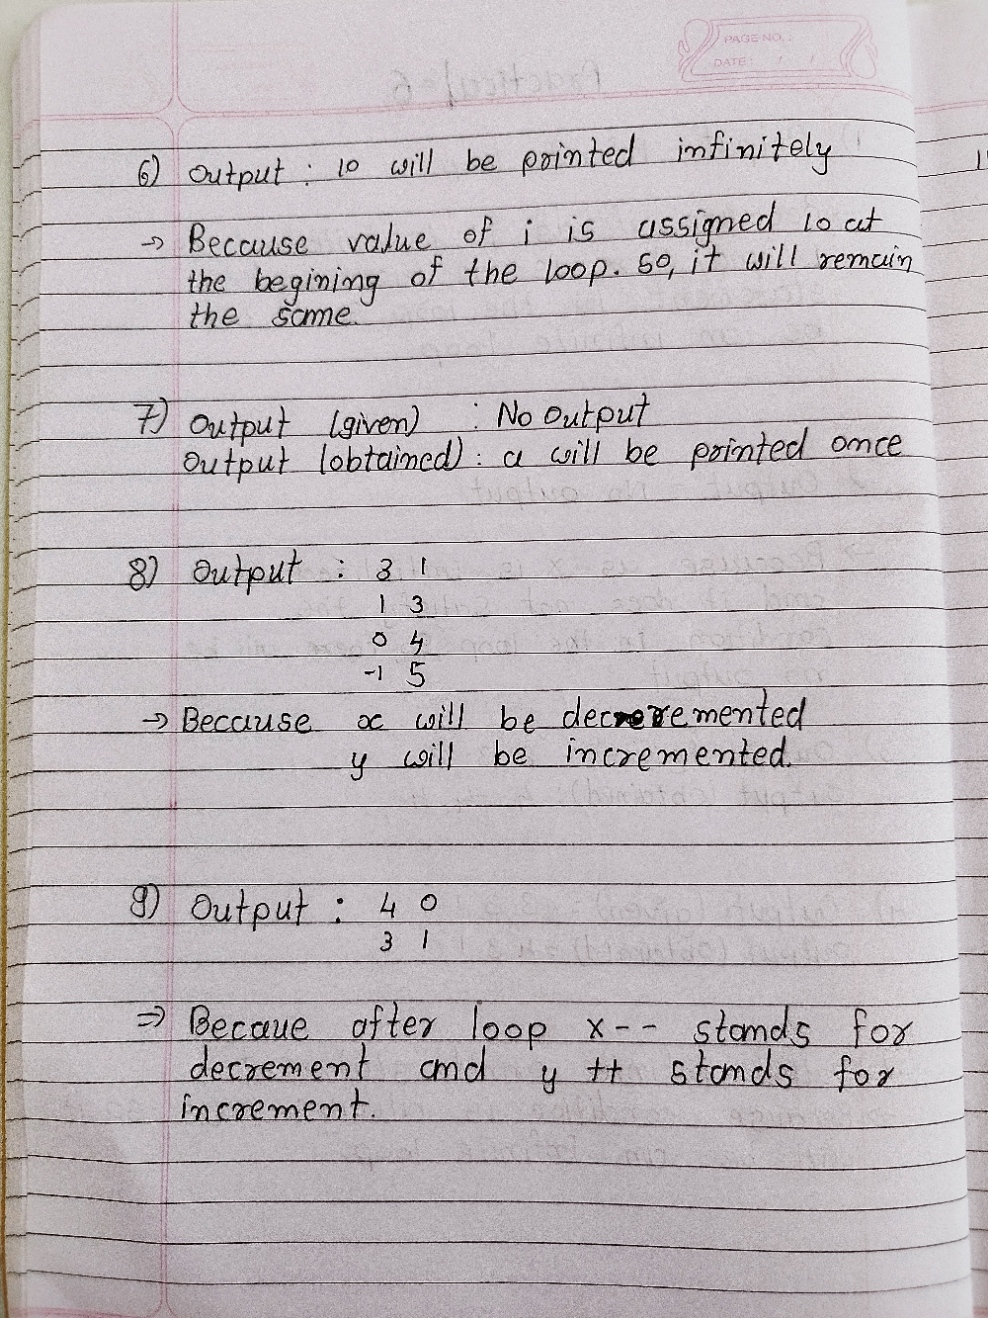 PAGE NO.:
DATE: / /
6) Output : 10 will be printed infinitely
→ Because value of i is assigned 10 at
the begining of the loop. So, it will remain
the same.
7) Output (given) : No output
Output (obtained) : a will be printed once
8) Output : 3 1
1 3
0 4
-1 5
→ Because x will be decremented
y will be incremented.
9) Output : 4 0
3 1
⇒ Becaue after loop x-- stands for
decrement and y ++ stands for
increment.